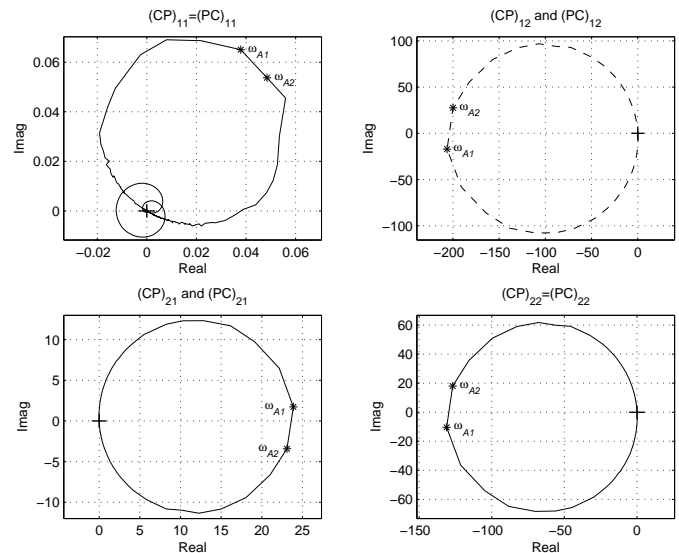 (CP)11=(PC)11
0.06
0.04
0.02
0
−0.02
0
0.02
0.04
0.06
Imag
Real
ωA1
ωA2
(CP)12 and (PC)12
100
50
0
−50
−100
−200
−150
−100
−50
0
Imag
Real
ωA2
ωA1
(CP)21 and (PC)21
10
5
0
−5
−10
0
5
10
15
20
25
Imag
Real
ωA1
ωA2
(CP)22=(PC)22
60
40
20
0
−20
−40
−60
−150
−100
−50
0
Imag
Real
ωA2
ωA1